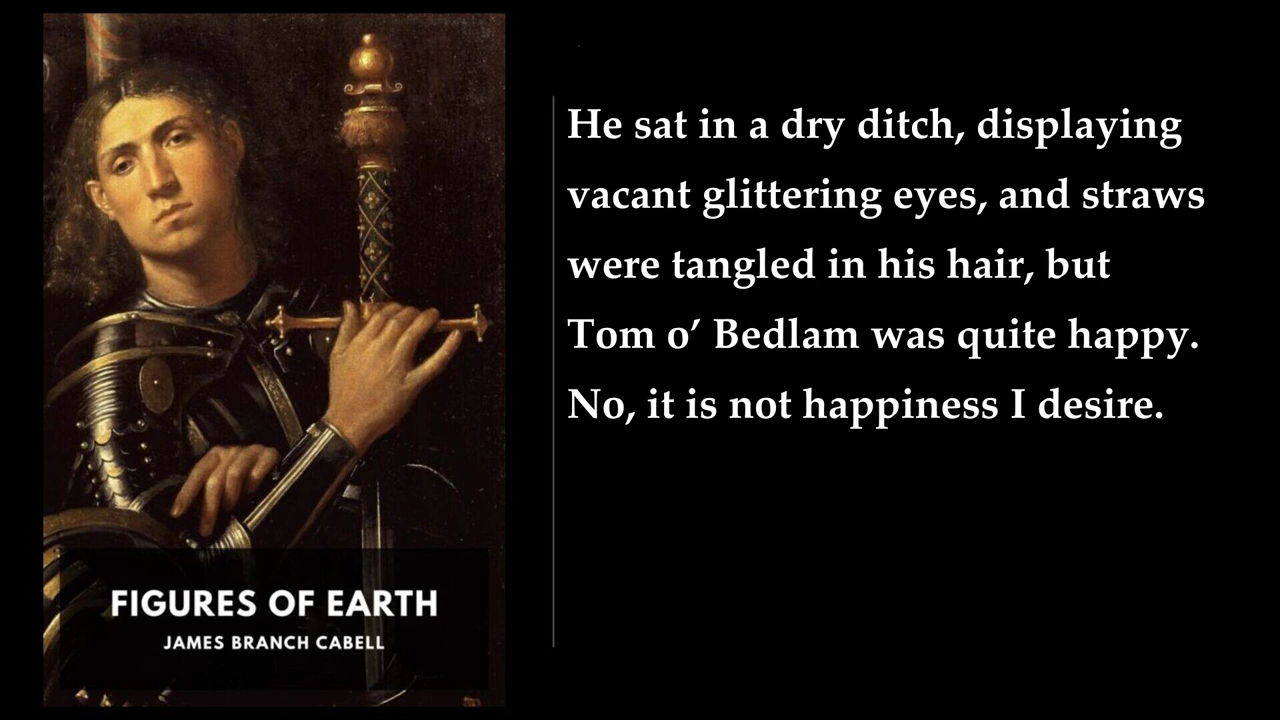 He sat in a dry ditch, displaying
vacant glittering eyes, and straws
were tangled in his hair, but
Tom o’ Bedlam was quite happy.
No, it is not happiness I desire.
FIGURES OF EARTH
JAMES BRANCH CABELL